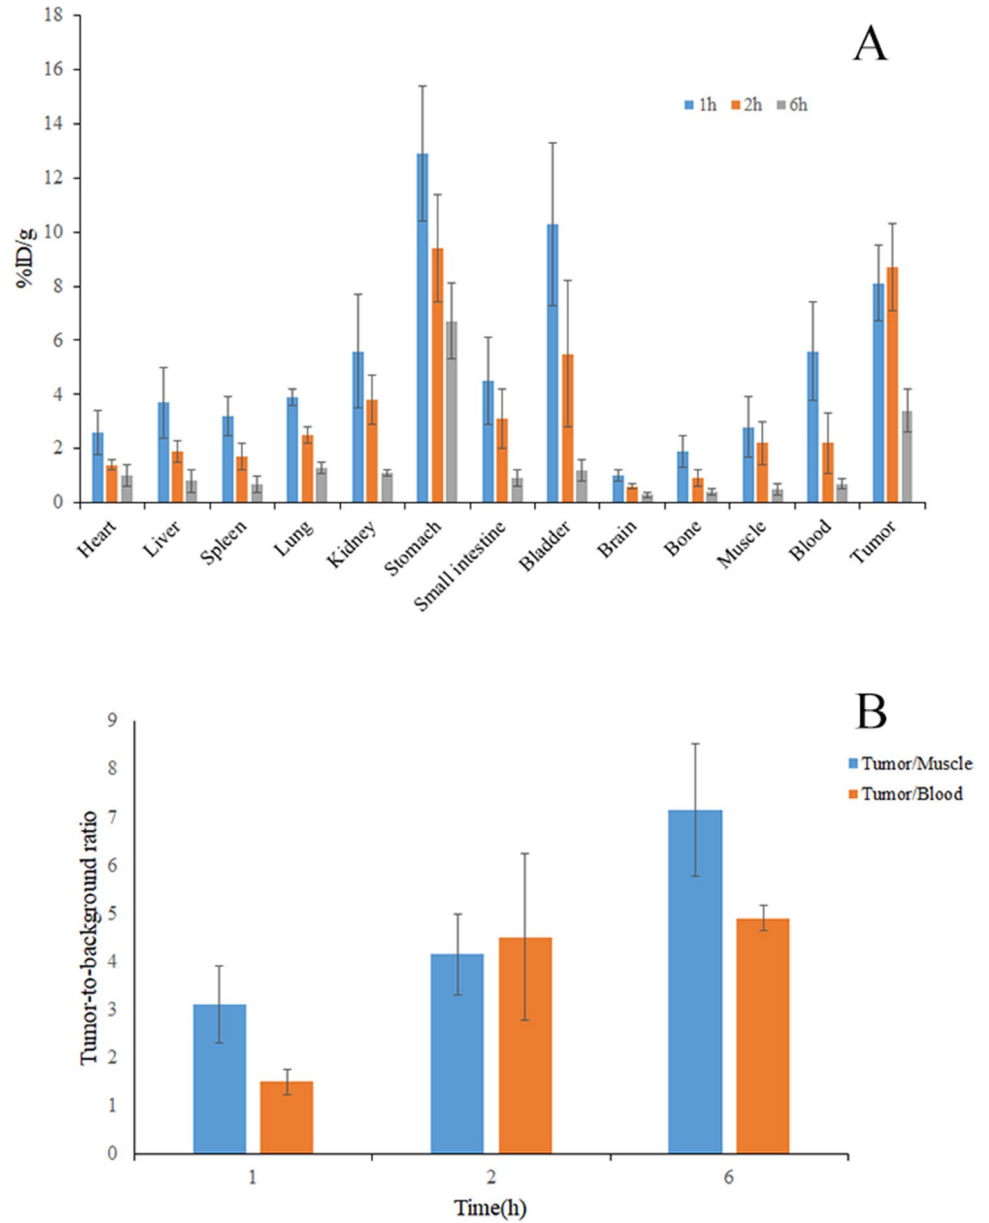 A
18
16
14
12
10
8
6
4
2
0
%ID/g
1h 2h 6h
Heart
Liver
Spleen
Lung
Kidney
Stomach
Small intestine
Bladder
Brain
Bone
Muscle
Blood
Tumor
B
9
8
7
6
5
4
3
2
1
0
Tumor-to-background ratio
Tumor/Muscle
Tumor/Blood
1 2 6
Time(h)